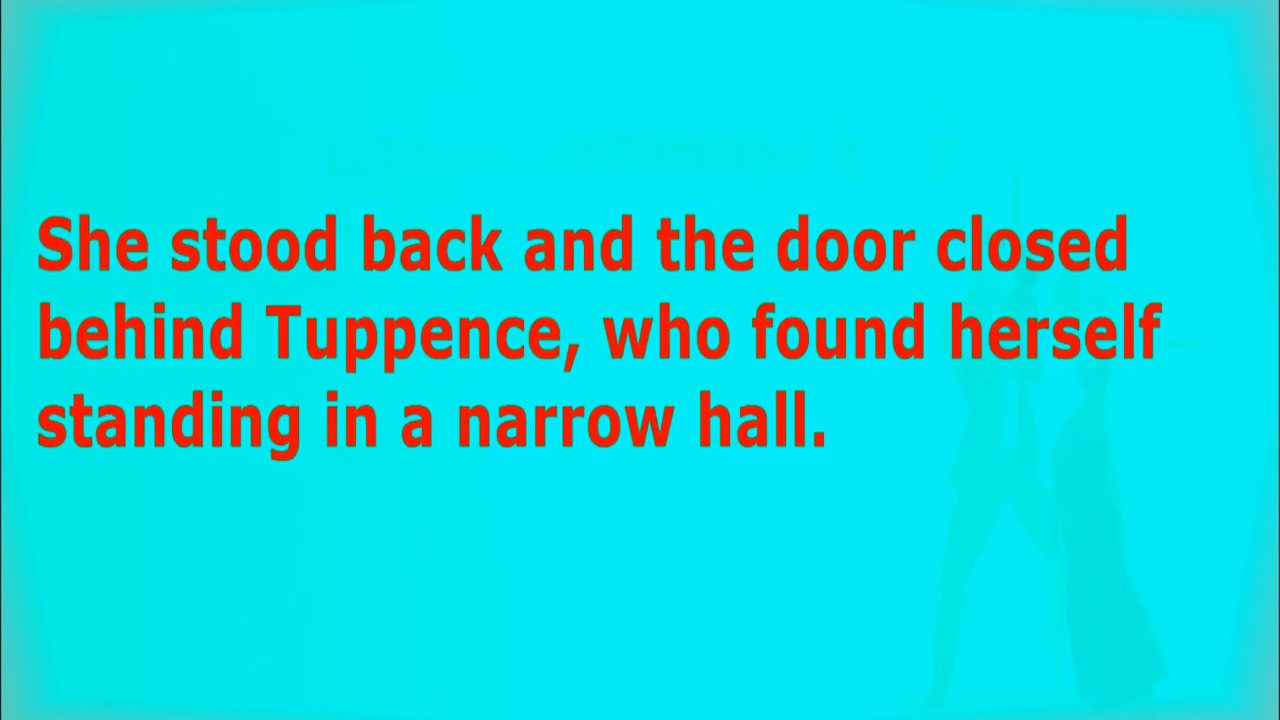 She stood back and the door closed
behind Tuppence, who found herself
standing in a narrow hall.